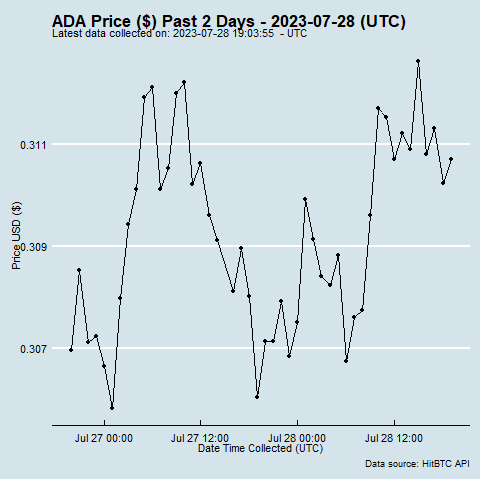 ADA Price ($) Past 2 Days - 2023-07-28 (UTC)
Latest data collected on: 2023-07-28 19:03:55  - UTC
0.311
0.309
0.307
Price USD ($)
Jul 27 00:00
Jul 27 12:00
Jul 28 00:00
Jul 28 12:00
Date Time Collected (UTC)
Data source: HitBTC API